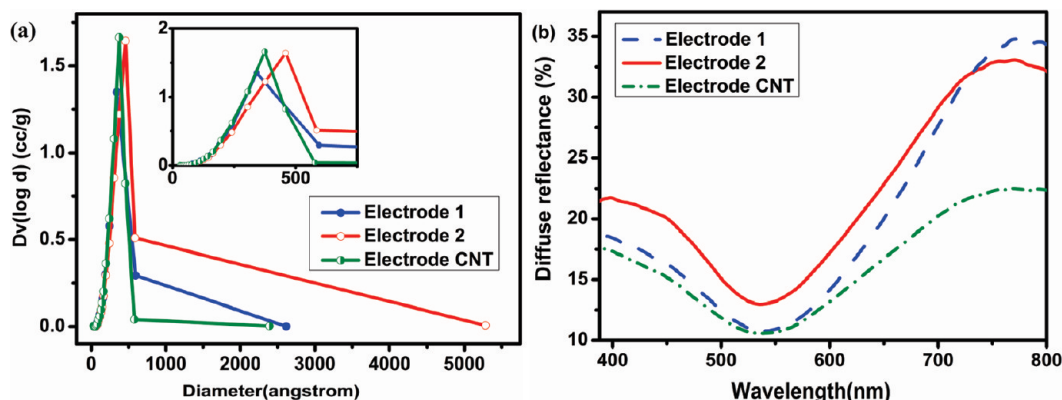 (a)
Dv(log d) (cc/g)
1.5
1.0
0.5
0.0
0
1000
2000
3000
4000
5000
Diameter(angstrom)
2
1
0
0
500
Electrode 1
Electrode 2
Electrode CNT
(b)
Diffuse reflectance (%)
35
30
25
20
15
10
400
500
600
700
800
Wavelength(nm)
Electrode 1
Electrode 2
Electrode CNT